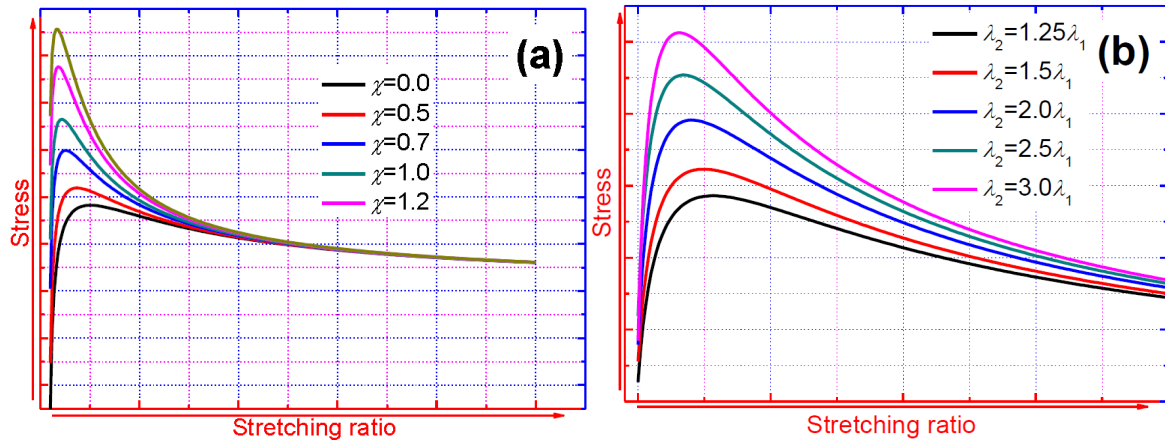 (a)
χ=0.0
χ=0.5
χ=0.7
χ=1.0
χ=1.2
Stress
Stretching ratio
(b)
λ₂=1.25λ₁
λ₂=1.5λ₁
λ₂=2.0λ₁
λ₂=2.5λ₁
λ₂=3.0λ₁
Stress
Stretching ratio